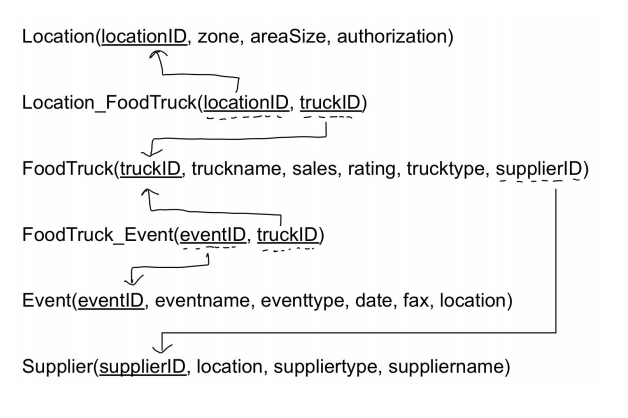 Location(locationID, zone, areaSize, authorization)
Location_FoodTruck(locationID, truckID)
FoodTruck(truckID, truckname, sales, rating, trucktype, supplierID)
FoodTruck_Event(eventID, truckID)
Event(eventID, eventname, eventtype, date, fax, location)
Supplier(supplierID, location, suppliertype, suppliername)